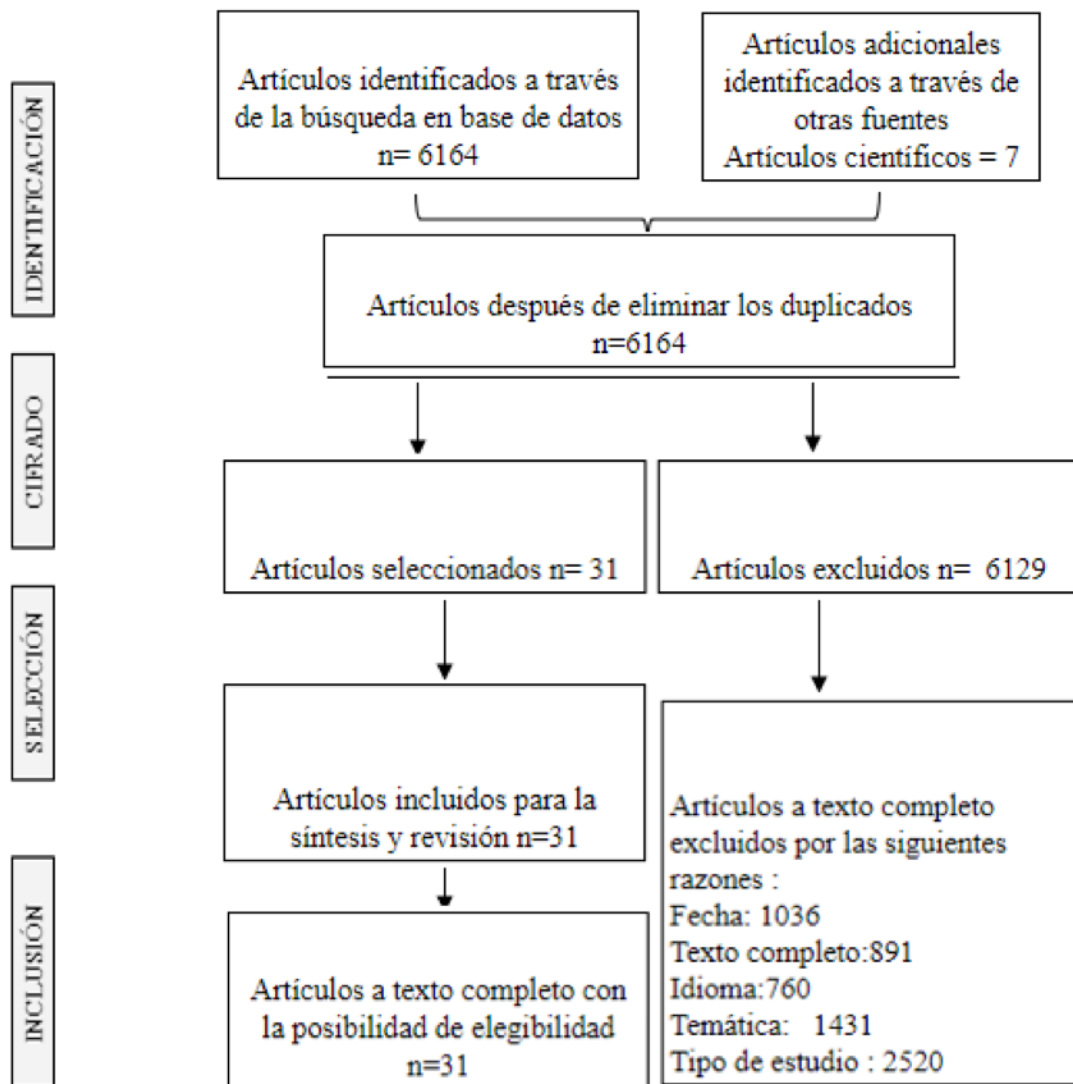 IDENTIFICACIÓN
Artículos identificados a través
de la búsqueda en base de datos
n= 6164
Artículos adicionales
identificados a través de
otras fuentes
Artículos científicos = 7
Artículos después de eliminar los duplicados
n=6164
CIFRADO
Artículos seleccionados n= 31
Artículos excluidos n=  6129
SELECCIÓN
Artículos incluidos para la
síntesis y revisión n=31
Artículos a texto completo
excluidos por las siguientes
razones :
Fecha: 1036
Texto completo:891
Idioma:760
Temática:   1431
Tipo de estudio : 2520
INCLUSIÓN
Artículos a texto completo con
la posibilidad de elegibilidad
n=31